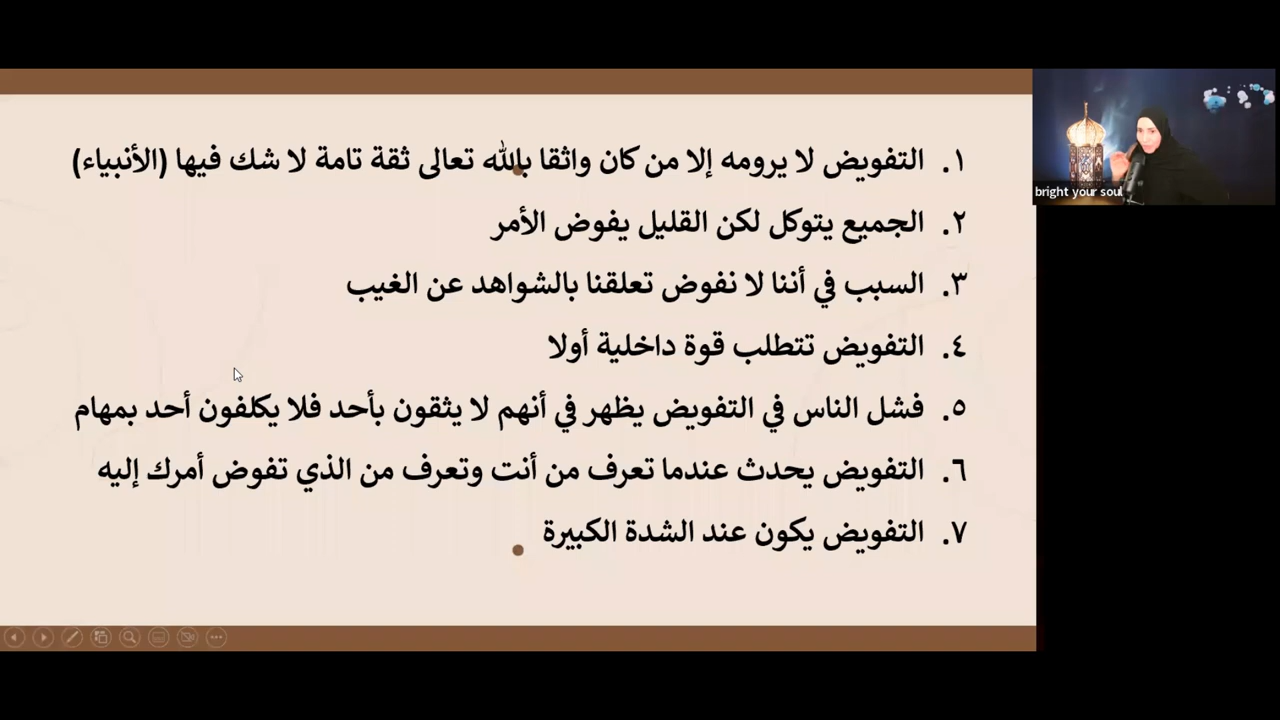 ١. التفويض لا يرومه إلا من كان واثقا بالله تعالى ثقة تامة لا شك فيها (الأنبياء)
٢. الجميع يتوكل لكن القليل يفوض الأمر
٣. السبب في أننا لا نفوض تعلقنا بالشواهد عن الغيب
٤. التفويض تتطلب قوة داخلية أولا
٥. فشل الناس في التفويض يظهر في أنهم لا يثقون بأحد فلا يكلفون أحد بمهام
٦. التفويض يحدث عندما تعرف من أنت وتعرف من الذي تفوض أمرك إليه
٧. التفويض يكون عند الشدة الكبيرة
bright your soul